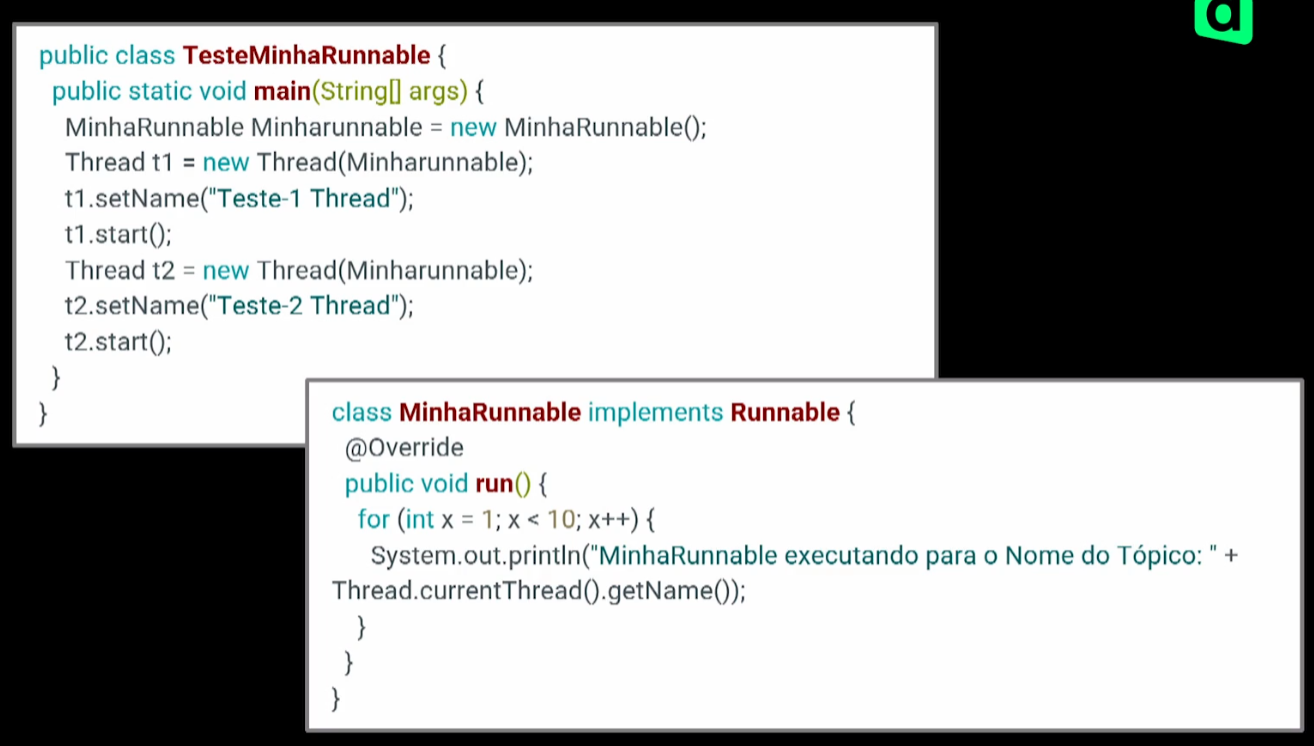 public class TesteMinhaRunnable {
public static void main(String[] args) {
MinhaRunnable Minharunnable = new MinhaRunnable();
Thread t1 = new Thread(Minharunnable);
t1.setName("Teste-1 Thread");
t1.start();
Thread t2 = new Thread(Minharunnable);
t2.setName("Teste-2 Thread");
t2.start();
}
}
class MinhaRunnable implements Runnable {
@Override
public void run() {
for (int x = 1; x < 10; x++) {
System.out.println("MinhaRunnable executando para o Nome do Tópico: " +
Thread.currentThread().getName());
}
}
}
a